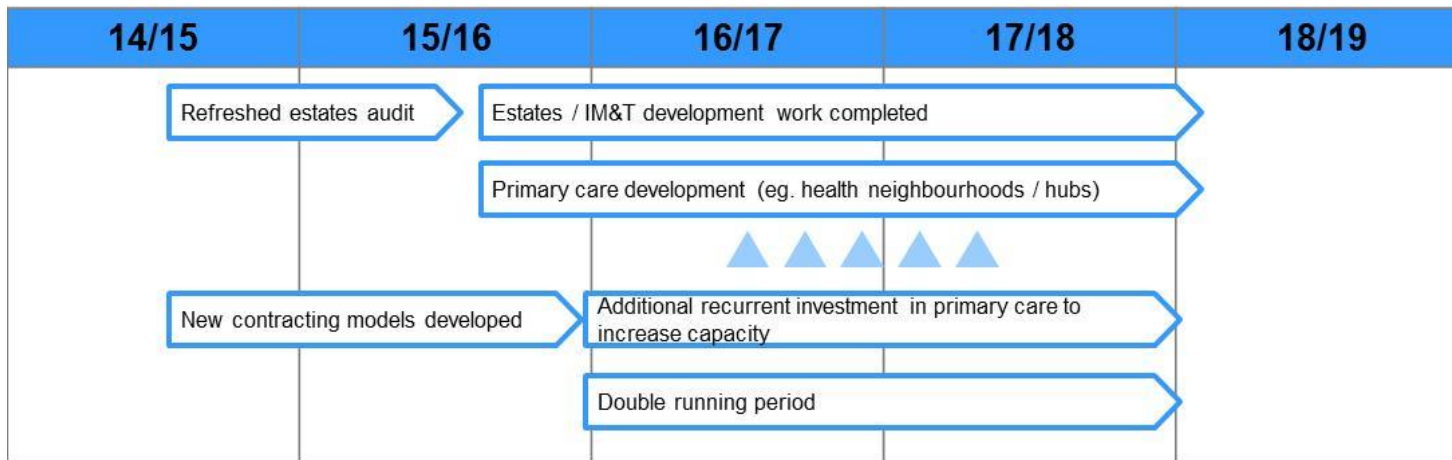 14/15 15/16 16/17 17/18 18/19
Refreshed estates audit
Estates / IM&T development work completed
Primary care development (eg. health neighbourhoods / hubs)
New contracting models developed
Additional recurrent investment in primary care to
increase capacity
Double running period